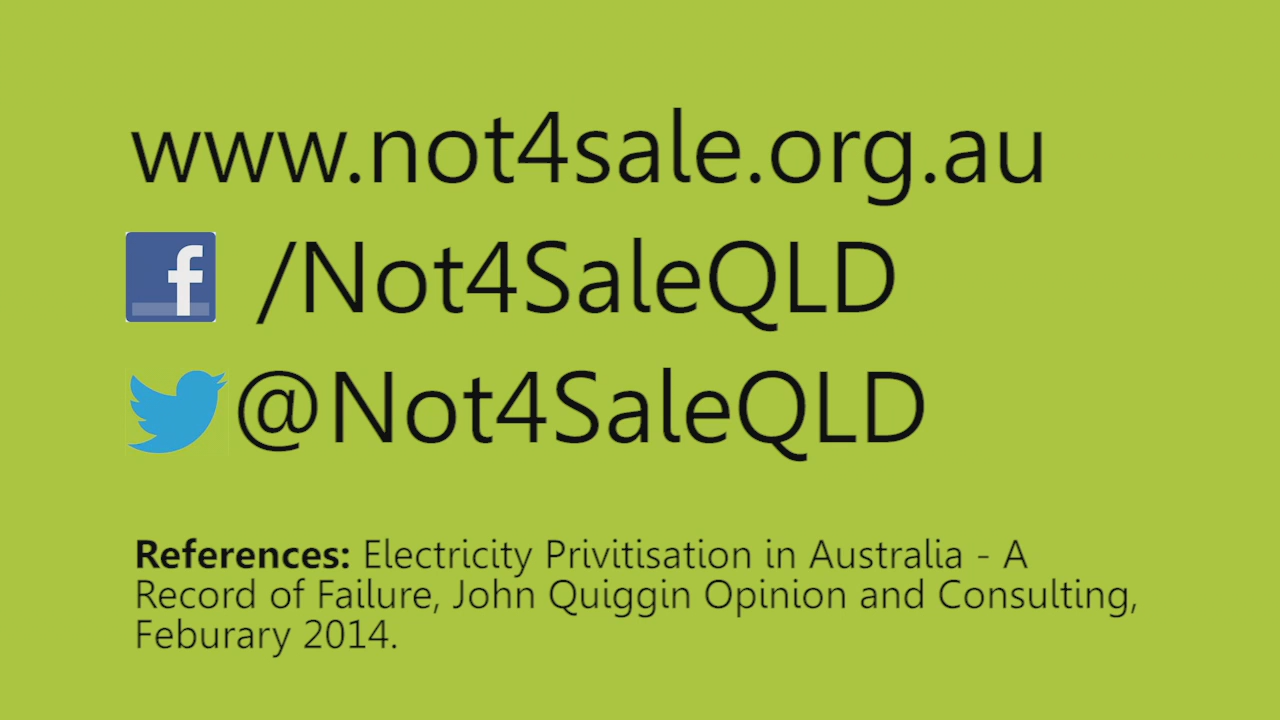 www.not4sale.org.au
f /Not4SaleQLD
@Not4SaleQLD
References: Electricity Privitisation in Australia - A
Record of Failure, John Quiggin Opinion and Consulting,
Feburary 2014.